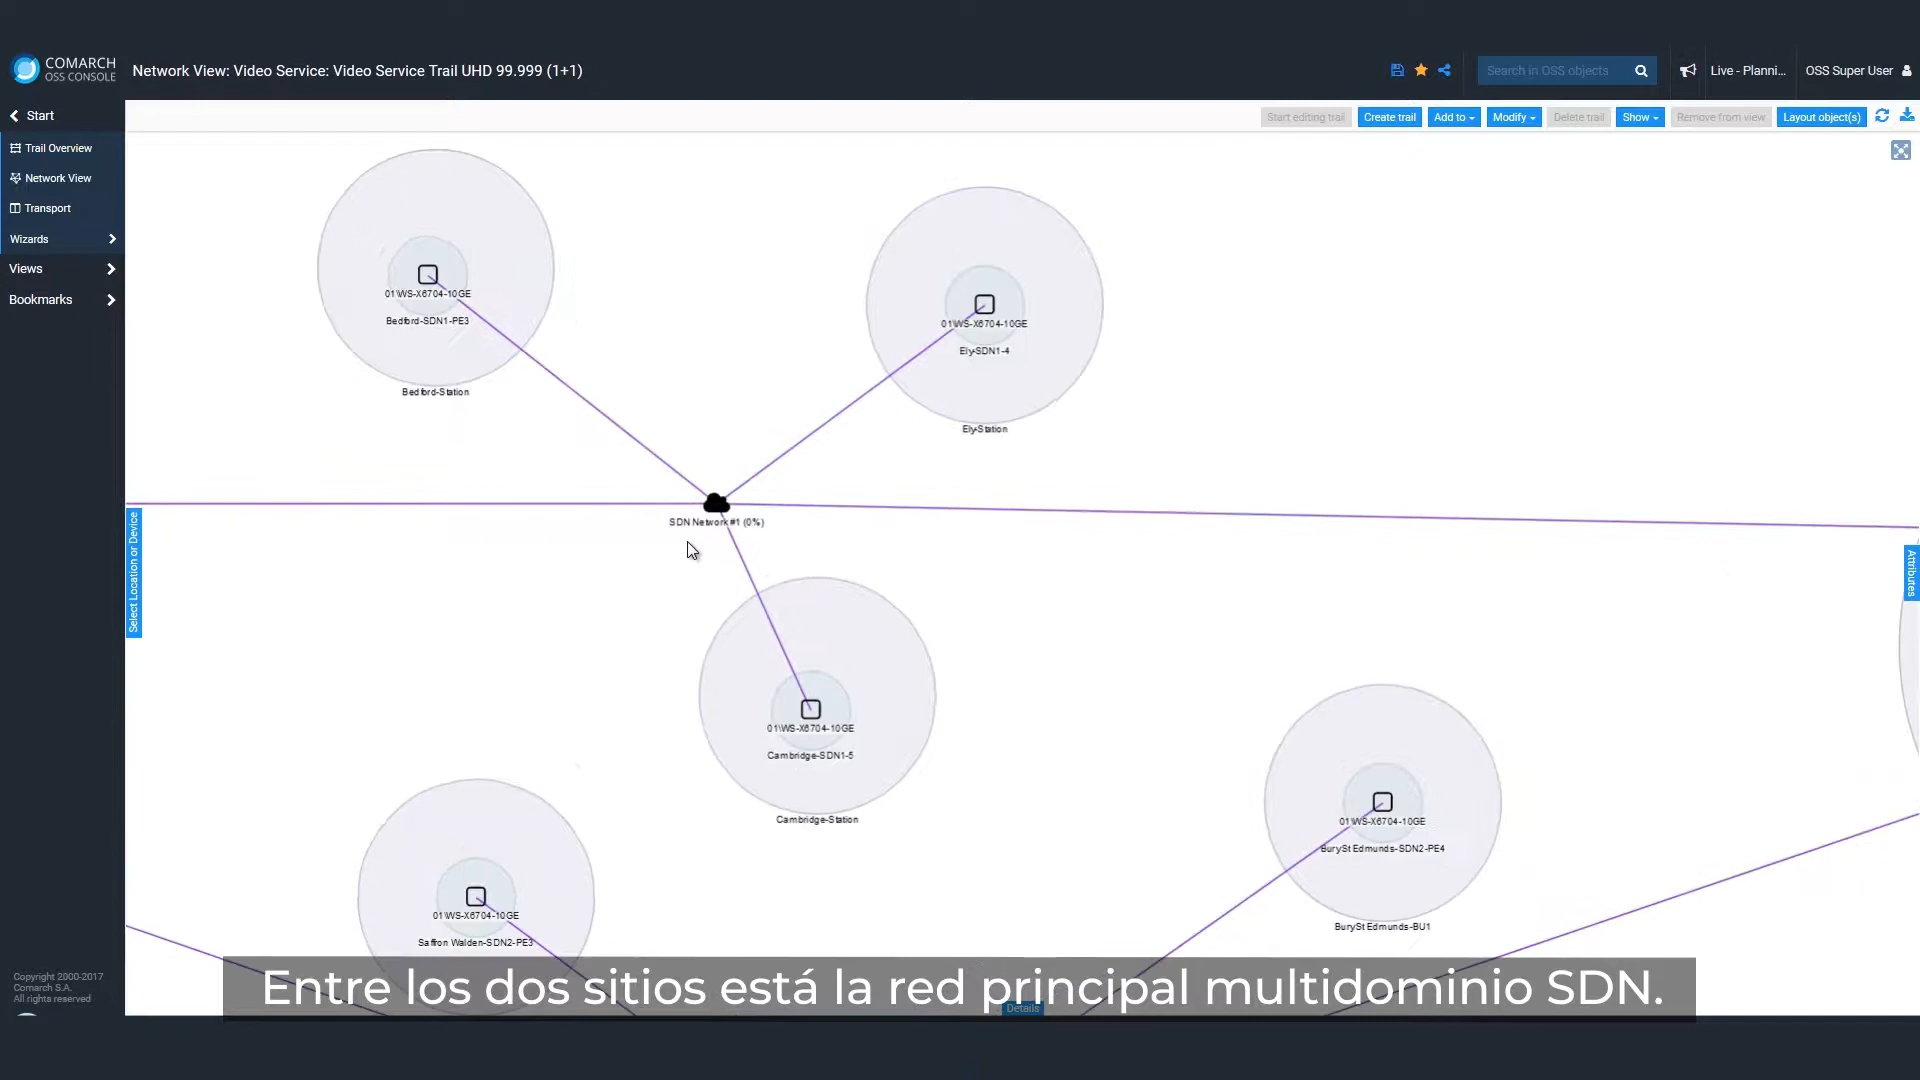 COMARCH
OSS CONSOLE
Network View: Video Service: Video Service Trail UHD 99.999 (1+1)
Search in OSS objects
Live - Planni...
OSS Super User
Start
Start editing trail
Create trail
Add to
Modify
Delete trail
Show
Remove from view
Layout object(s)
Trail Overview
Network View
Transport
Wizards
Views
Bookmarks
01\WS-X6704-10GE
Bedford-SDN1-PE3
Bedford-Station
01\WS-X6704-10GE
Ely-SDN1-4
Ely-Station
SDN Network #1 (0%)
Select Location or Device
Attributes
01\WS-X6704-10GE
Cambridge-SDN1-5
Cambridge-Station
01\WS-X6704-10GE
BurySt Edmunds-SDN2-PE4
BurySt Edmunds-BU1
01\WS-X6704-10GE
Saffron Walden-SDN2-PE3
Copyright 2000-2017
Comarch S.A.
All rights reserved
Entre los dos sitios está la red principal multidominio SDN.
Details